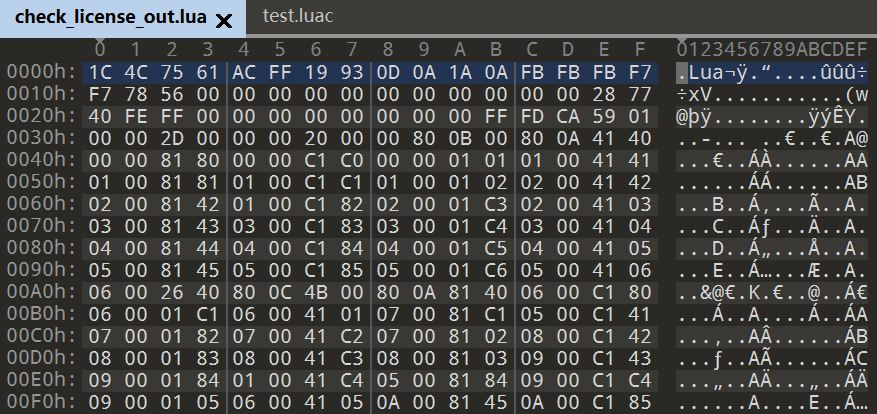 check_license_out.lua × test.luac
0 1 2 3 4 5 6 7 8 9 A B C D E F 0123456789ABCDEF
0000h: 1C 4C 75 61 AC FF 19 93 0D 0A 1A 0A FB FB FB F7 .Lua¬ÿ.“....ûûû÷
0010h: F7 78 56 00 00 00 00 00 00 00 00 00 00 00 28 77 ÷xV...........(w
0020h: 40 FE FF 00 00 00 00 00 00 00 00 FF FD CA 59 01 @þÿ........ÿýÊY.
0030h: 00 00 2D 00 00 00 20 00 00 80 0B 00 80 0A 41 40 ..-... ..€..€.A@
0040h: 00 00 81 80 00 00 C1 C0 00 00 01 01 01 00 41 41 ...€..ÁÀ......AA
0050h: 01 00 81 81 01 00 C1 C1 01 00 01 02 02 00 41 42 ......ÁÁ......AB
0060h: 02 00 81 42 01 00 C1 82 02 00 01 C3 02 00 41 03 ...B..Á‚...Ã..A.
0070h: 03 00 81 43 03 00 C1 83 03 00 01 C4 03 00 41 04 ...C..Áƒ...Ä..A.
0080h: 04 00 81 44 04 00 C1 84 04 00 01 C5 04 00 41 05 ...D..Á„...Å..A.
0090h: 05 00 81 45 05 00 C1 85 05 00 01 C6 05 00 41 06 ...E..Á…...Æ..A.
00A0h: 06 00 26 40 80 0C 4B 00 80 0A 81 40 06 00 C1 80 ..&@€.K.€..@..Á€
00B0h: 06 00 01 C1 06 00 41 01 07 00 81 C1 05 00 C1 41 ...Á..A....Á..ÁA
00C0h: 07 00 01 82 07 00 41 C2 07 00 81 02 08 00 C1 42 ...‚..AÂ......ÁB
00D0h: 08 00 01 83 08 00 41 C3 08 00 81 03 09 00 C1 43 ...ƒ..AÃ......ÁC
00E0h: 09 00 01 84 01 00 41 C4 05 00 81 84 09 00 C1 C4 ...„..AÄ...„..ÁÄ
00F0h: 09 00 01 05 06 00 41 05 0A 00 81 45 0A 00 C1 85 ......A....E..Á…